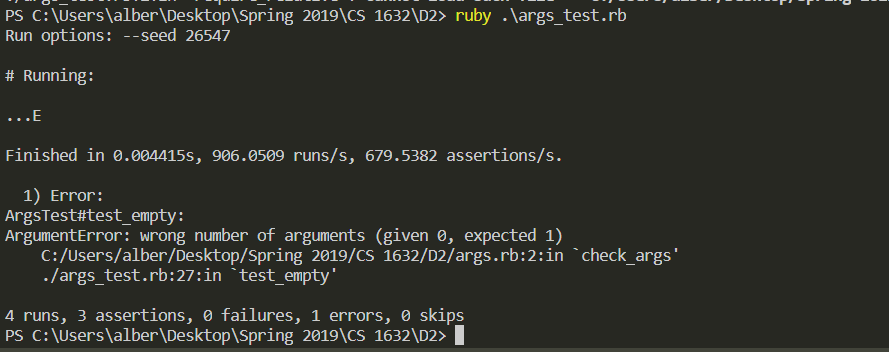 PS C:\Users\alber\Desktop\Spring 2019\CS 1632\D2> ruby .\args_test.rb
Run options: --seed 26547
# Running:
...E
Finished in 0.004415s, 906.0509 runs/s, 679.5382 assertions/s.
1) Error:
ArgsTest#test_empty:
ArgumentError: wrong number of arguments (given 0, expected 1)
C:/Users/alber/Desktop/Spring 2019/CS 1632/D2/args.rb:2:in `check_args'
./args_test.rb:27:in `test_empty'
4 runs, 3 assertions, 0 failures, 1 errors, 0 skips
PS C:\Users\alber\Desktop\Spring 2019\CS 1632\D2>